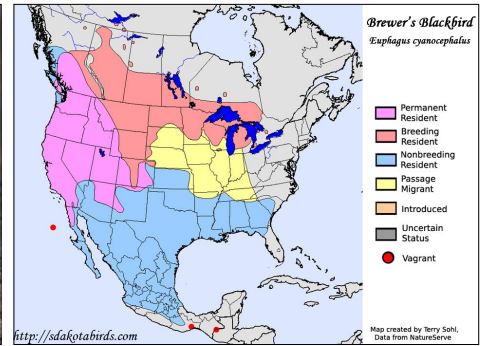 Brewer's Blackbird
Euphagus cyanocephalus
Permanent
Resident
Breeding
Resident
Nonbreeding
Resident
Passage
Migrant
Introduced
Uncertain
Status
Vagrant
Map created by Terry Sohl,
Data from NatureServe
http://sdakotabirds.com